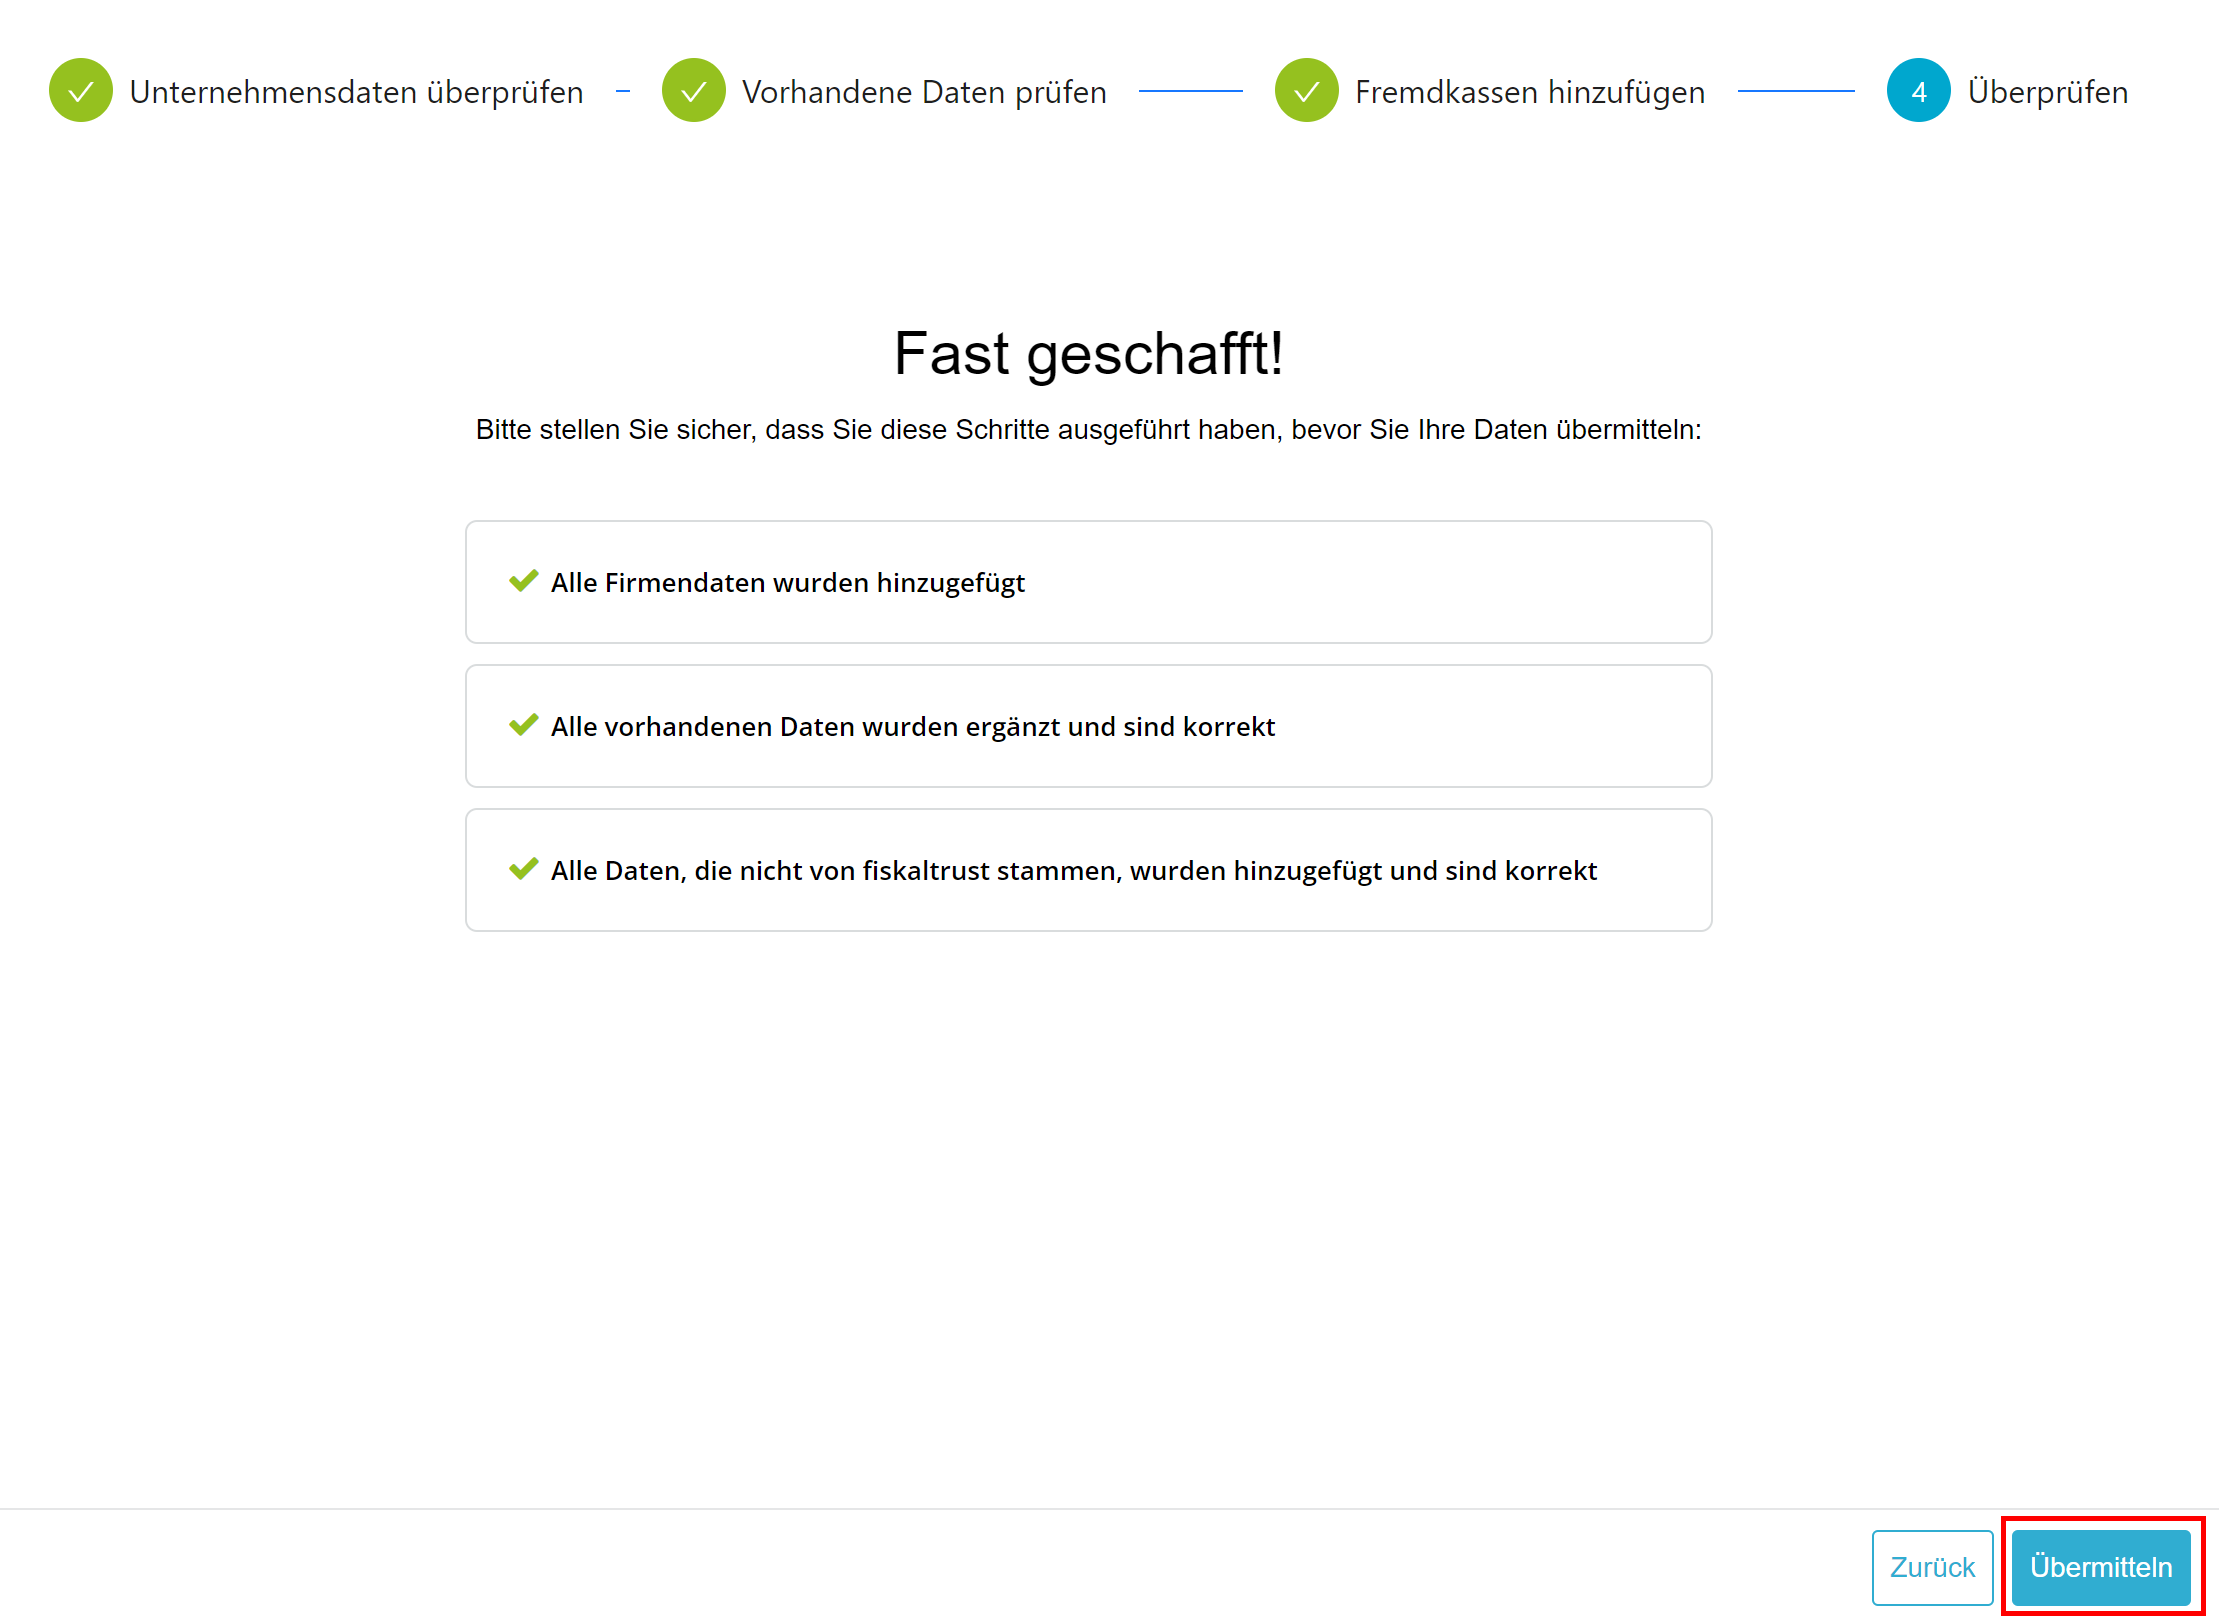 Unternehmensdaten überprüfen
Vorhandene Daten prüfen
Fremdkassen hinzufügen
4 Überprüfen
Fast geschafft!
Bitte stellen Sie sicher, dass Sie diese Schritte ausgeführt haben, bevor Sie Ihre Daten übermitteln:
Alle Firmendaten wurden hinzugefügt
Alle vorhandenen Daten wurden ergänzt und sind korrekt
Alle Daten, die nicht von fiskaltrust stammen, wurden hinzugefügt und sind korrekt
Zurück
Übermitteln